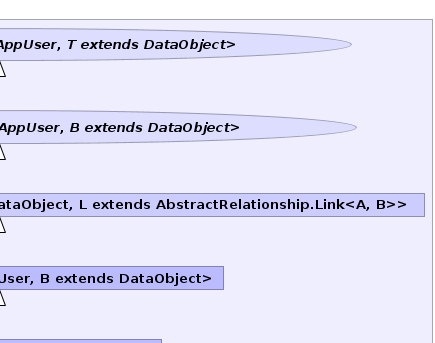 AppUser, T extends DataObject>
AppUser, B extends DataObject>
ataObject, L extends AbstractRelationship.Link<A, B>>
User, B extends DataObject>